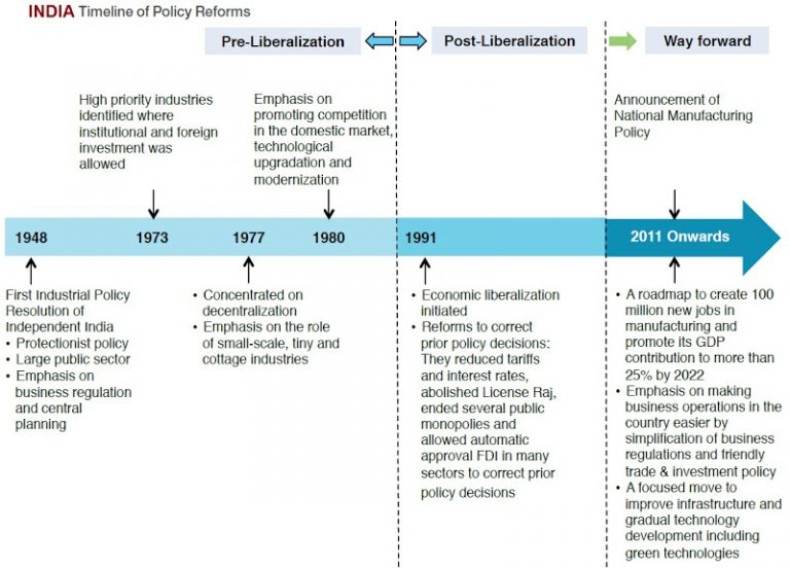 INDIA Timeline of Policy Reforms
Pre-Liberalization
Post-Liberalization
Way forward
High priority industries
identified where
institutional and foreign
investment was
allowed
Emphasis on
promoting competition
in the domestic market,
technological
upgradation and
modernization
Announcement of
National Manufacturing
Policy
1948
1973
1977
1980
1991
2011 Onwards
First Industrial Policy
Resolution of
Independent India
• Protectionist policy
• Large public sector
• Emphasis on
business regulation
and central
planning
• Concentrated on
decentralization
• Emphasis on the role
of small-scale, tiny and
cottage industries
• Economic liberalization
initiated
• Reforms to correct
prior policy decisions:
They reduced tariffs
and interest rates,
abolished License Raj,
ended several public
monopolies and
allowed automatic
approval FDI in many
sectors to correct prior
policy decisions
• A roadmap to create 100
million new jobs in
manufacturing and
promote its GDP
contribution to more than
25% by 2022
• Emphasis on making
business operations in the
country easier by
simplification of business
regulations and friendly
trade & investment policy
• A focused move to
improve infrastructure and
gradual technology
development including
green technologies